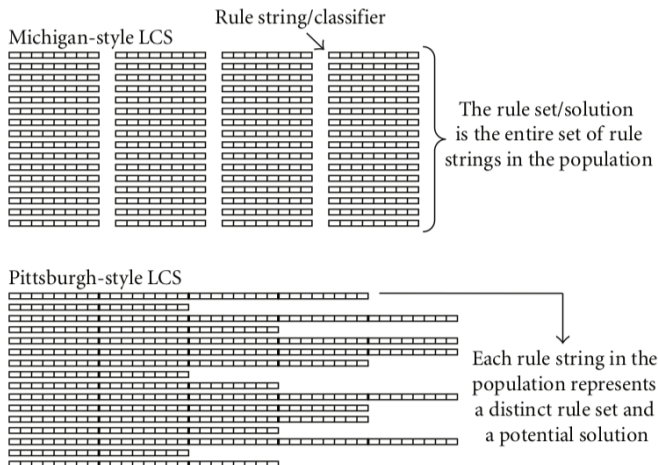 Rule string/classifier
Michigan-style LCS
The rule set/solution
is the entire set of rule
strings in the population
Pittsburgh-style LCS
Each rule string in the
population represents
a distinct rule set and
a potential solution